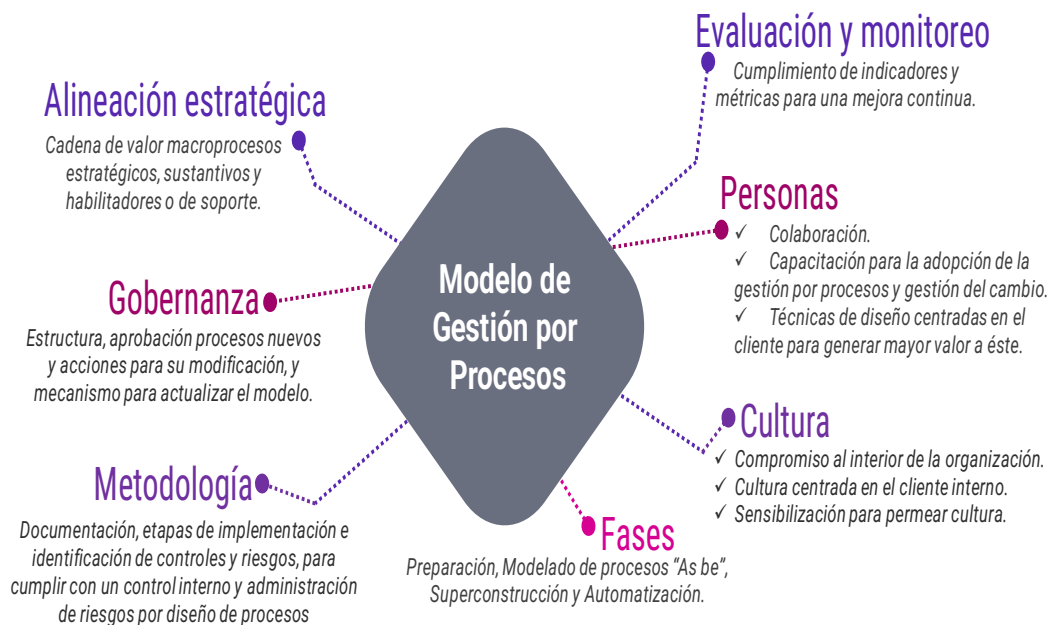 Evaluación y monitoreo
Cumplimiento de indicadores y
métricas para una mejora continua.
Alineación estratégica
Cadena de valor macroprocesos
estratégicos, sustantivos y
habilitadores o de soporte.
Personas
✓ Colaboración.
✓ Capacitación para la adopción de la
gestión por procesos y gestión del cambio.
✓ Técnicas de diseño centradas en el
cliente para generar mayor valor a éste.
Modelo de
Gestión por
Procesos
Gobernanza
Estructura, aprobación procesos nuevos
y acciones para su modificación, y
mecanismo para actualizar el modelo.
Cultura
✓ Compromiso al interior de la organización.
✓ Cultura centrada en el cliente interno.
✓ Sensibilización para permear cultura.
Metodología
Documentación, etapas de implementación e
identificación de controles y riesgos, para
cumplir con un control interno y administración
de riesgos por diseño de procesos
Fases
Preparación, Modelado de procesos “As be”,
Superconstrucción y Automatización.